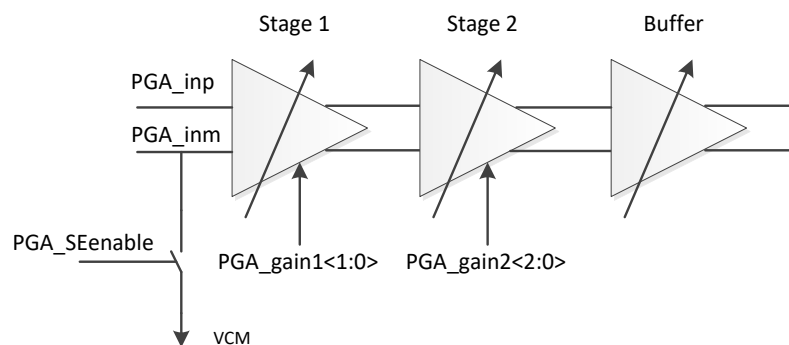 Stage 1
Stage 2
Buffer
PGA_inp
PGA_inm
PGA_SEenable
PGA_gain1<1:0>
PGA_gain2<2:0>
VCM